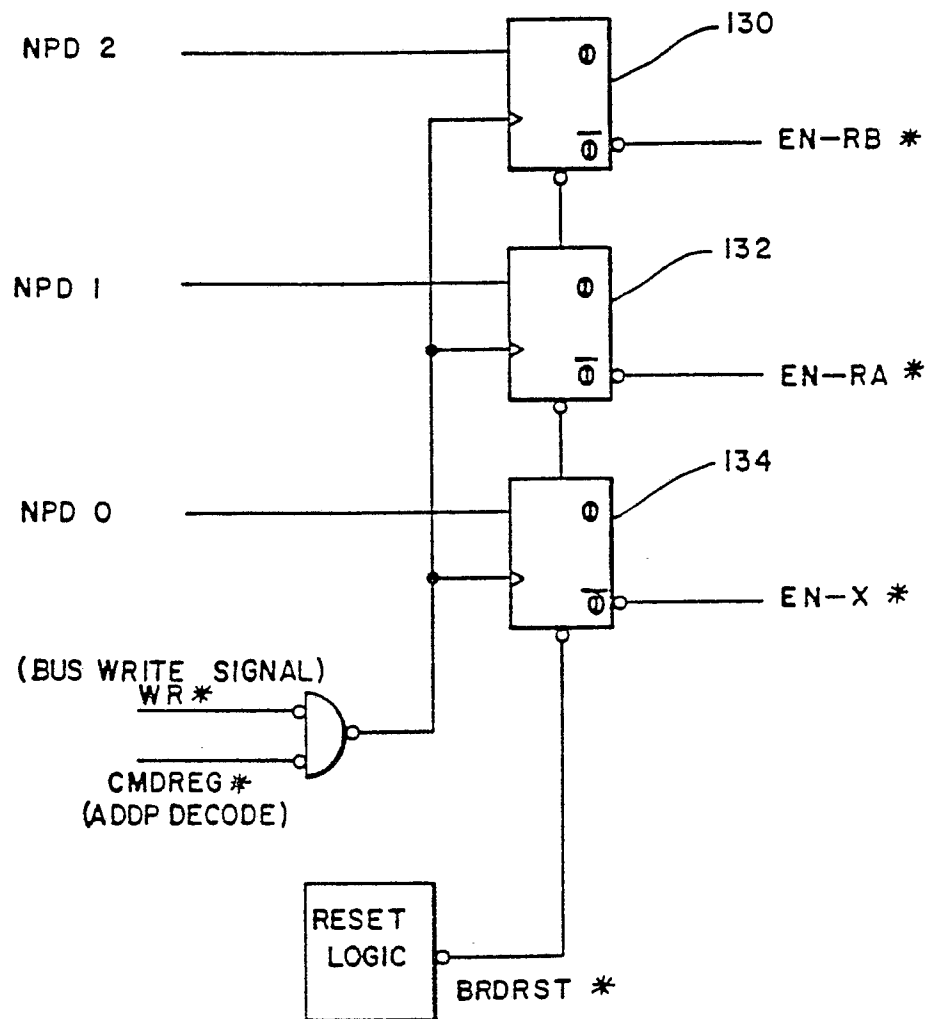 130
NPD 2
Q
Q̅
EN-RB *
132
NPD 1
Q
Q̅
EN-RA *
134
NPD 0
Q
Q̅
EN-X *
(BUS WRITE SIGNAL)
WR*
CMDREG*
(ADDP DECODE)
RESET
LOGIC
BRDRST *